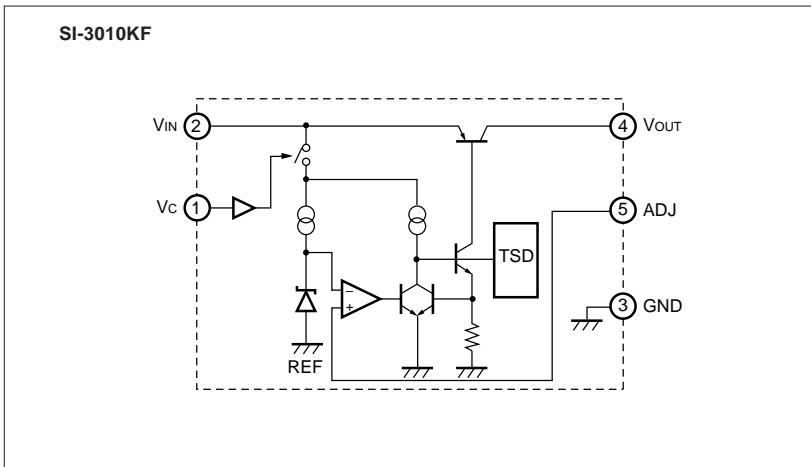 SI-3010KF
VIN 2
4 VOUT
VC 1
5 ADJ
TSD
−
+
3 GND
REF